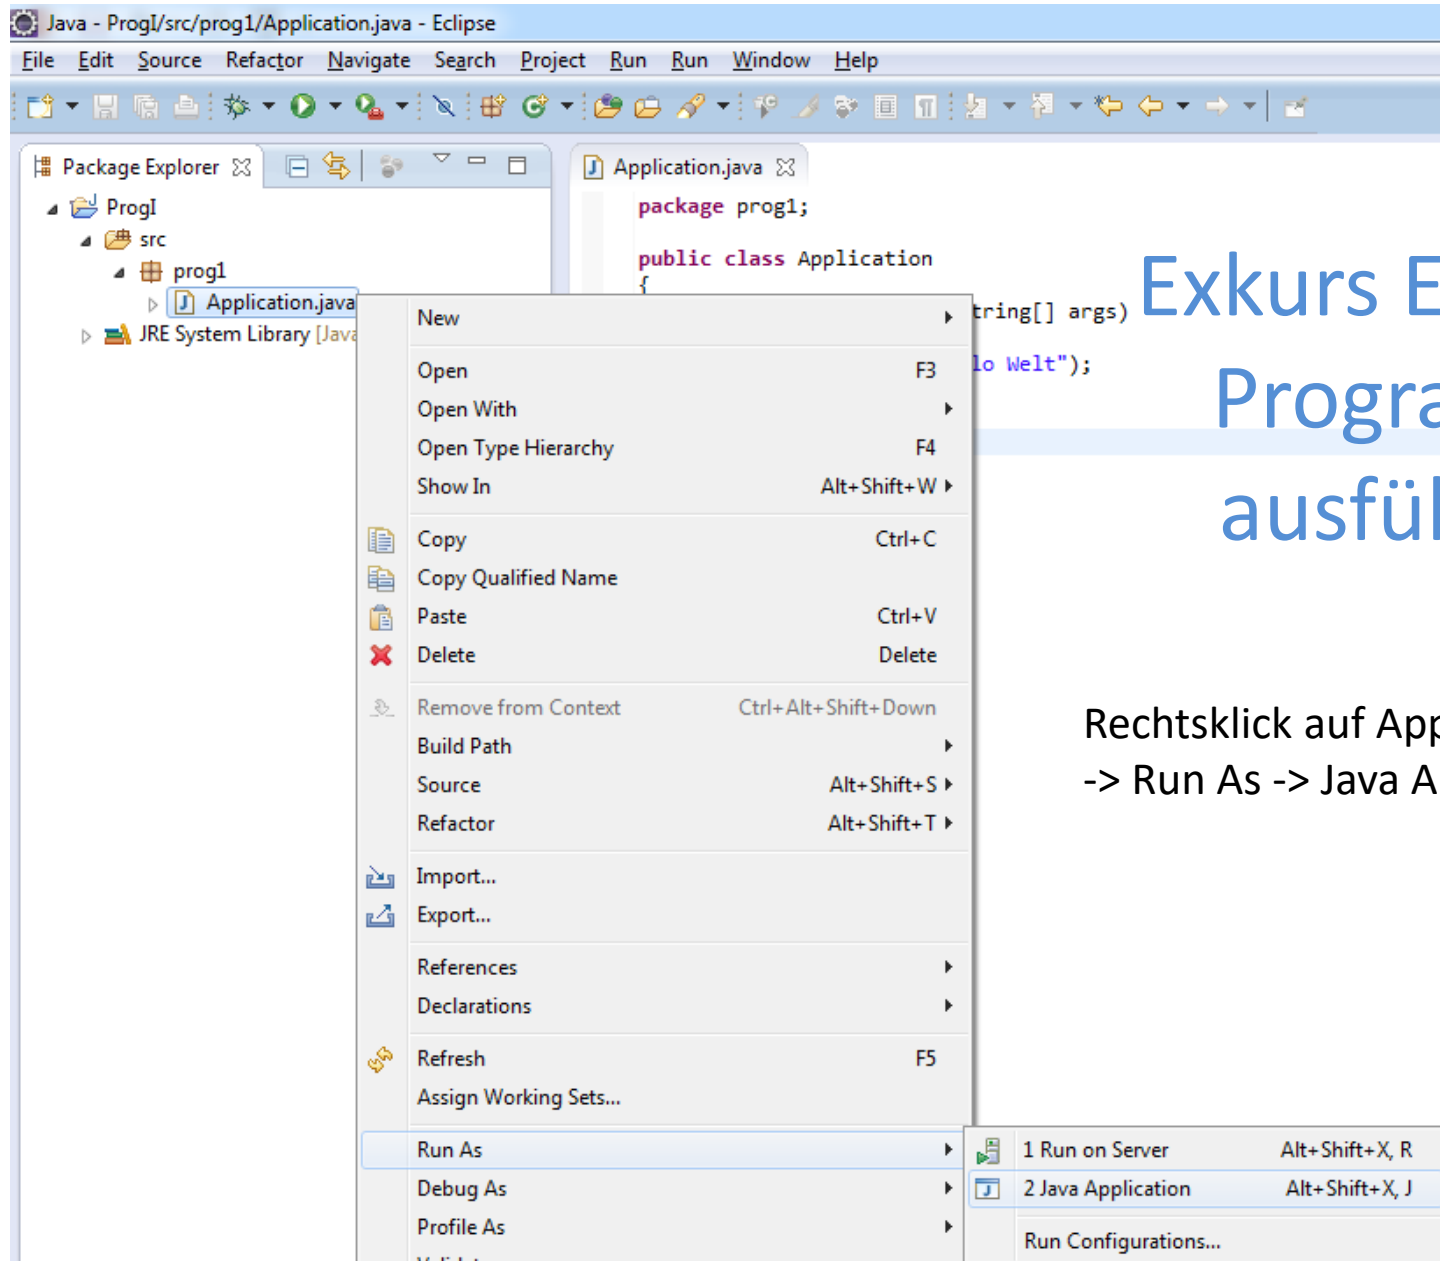 Java - ProgI/src/prog1/Application.java - Eclipse
File Edit Source Refactor Navigate Search Project Run Run Window Help
Package Explorer
ProgI
src
prog1
Application.java
JRE System Library [Java
Application.java
package prog1;
public class Application
{
tring[] args)
lo Welt");
Exkurs E
Progra
ausfü
Rechtsklick auf App
-> Run As -> Java A
New
Open F3
Open With
Open Type Hierarchy F4
Show In Alt+Shift+W
Copy Ctrl+C
Copy Qualified Name
Paste Ctrl+V
Delete Delete
Remove from Context Ctrl+Alt+Shift+Down
Build Path
Source Alt+Shift+S
Refactor Alt+Shift+T
Import...
Export...
References
Declarations
Refresh F5
Assign Working Sets...
Run As
Debug As
Profile As
1 Run on Server Alt+Shift+X, R
2 Java Application Alt+Shift+X, J
Run Configurations...